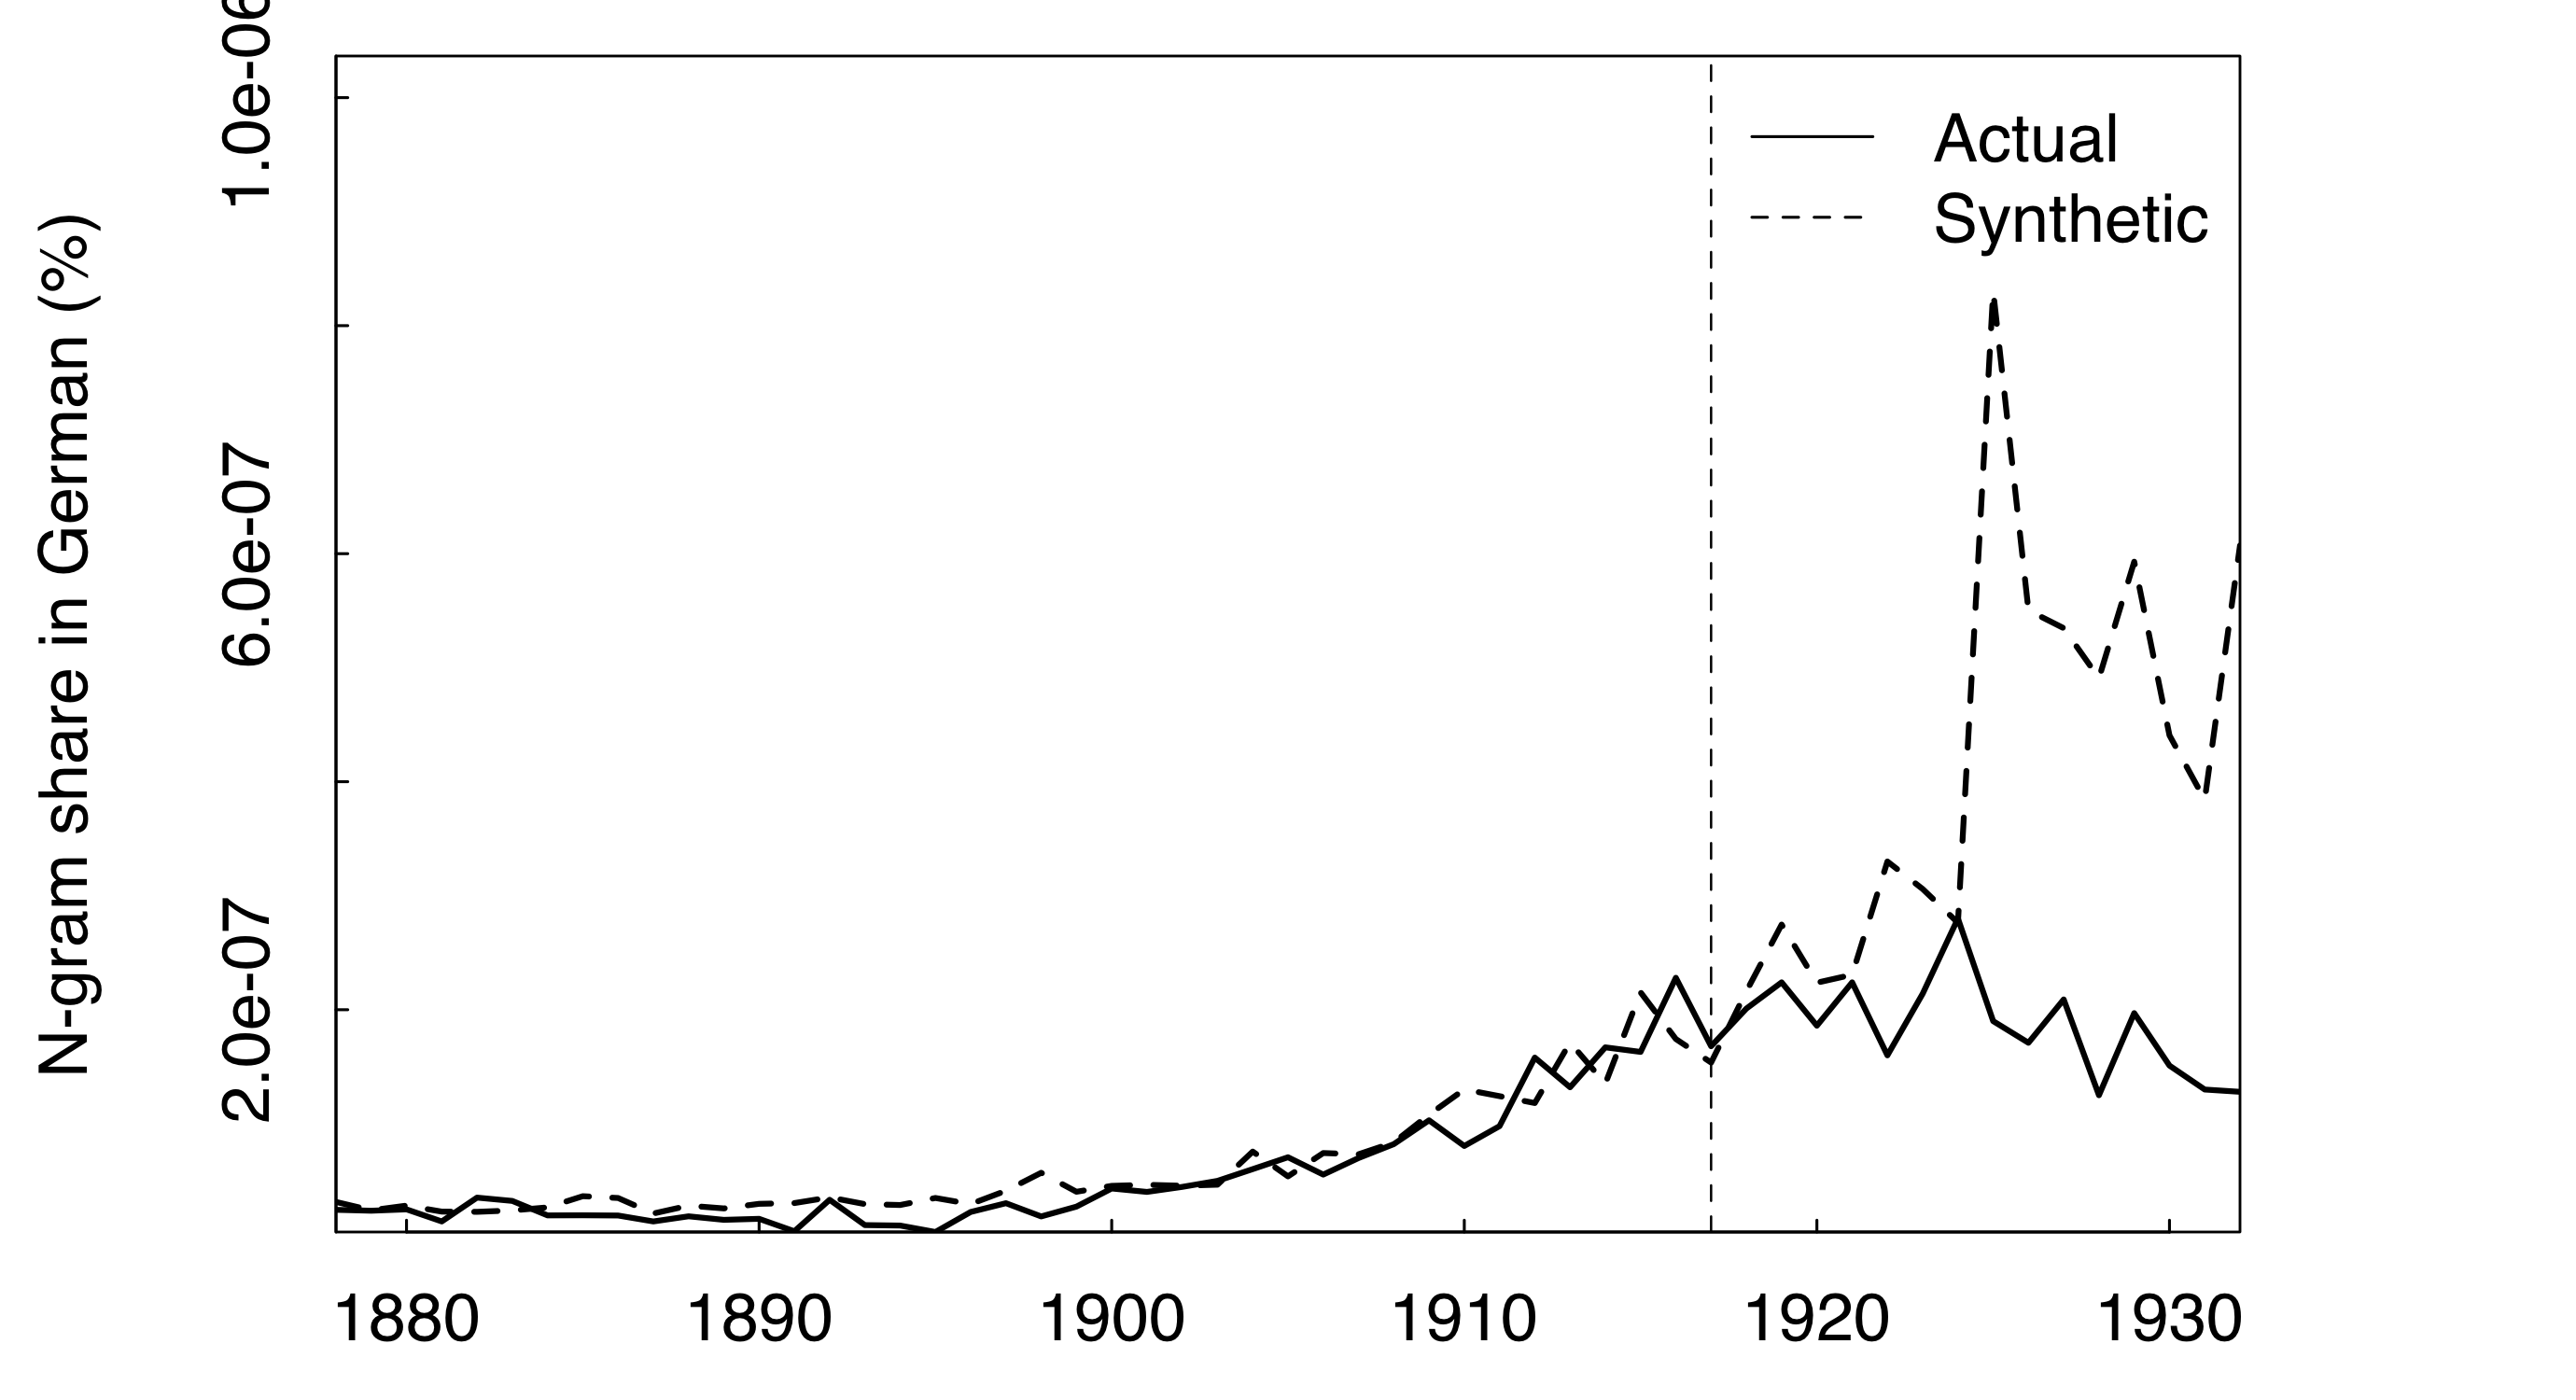 N-gram share in German (%)
1.0e-06
6.0e-07
2.0e-07
Actual
Synthetic
1880 1890 1900 1910 1920 1930